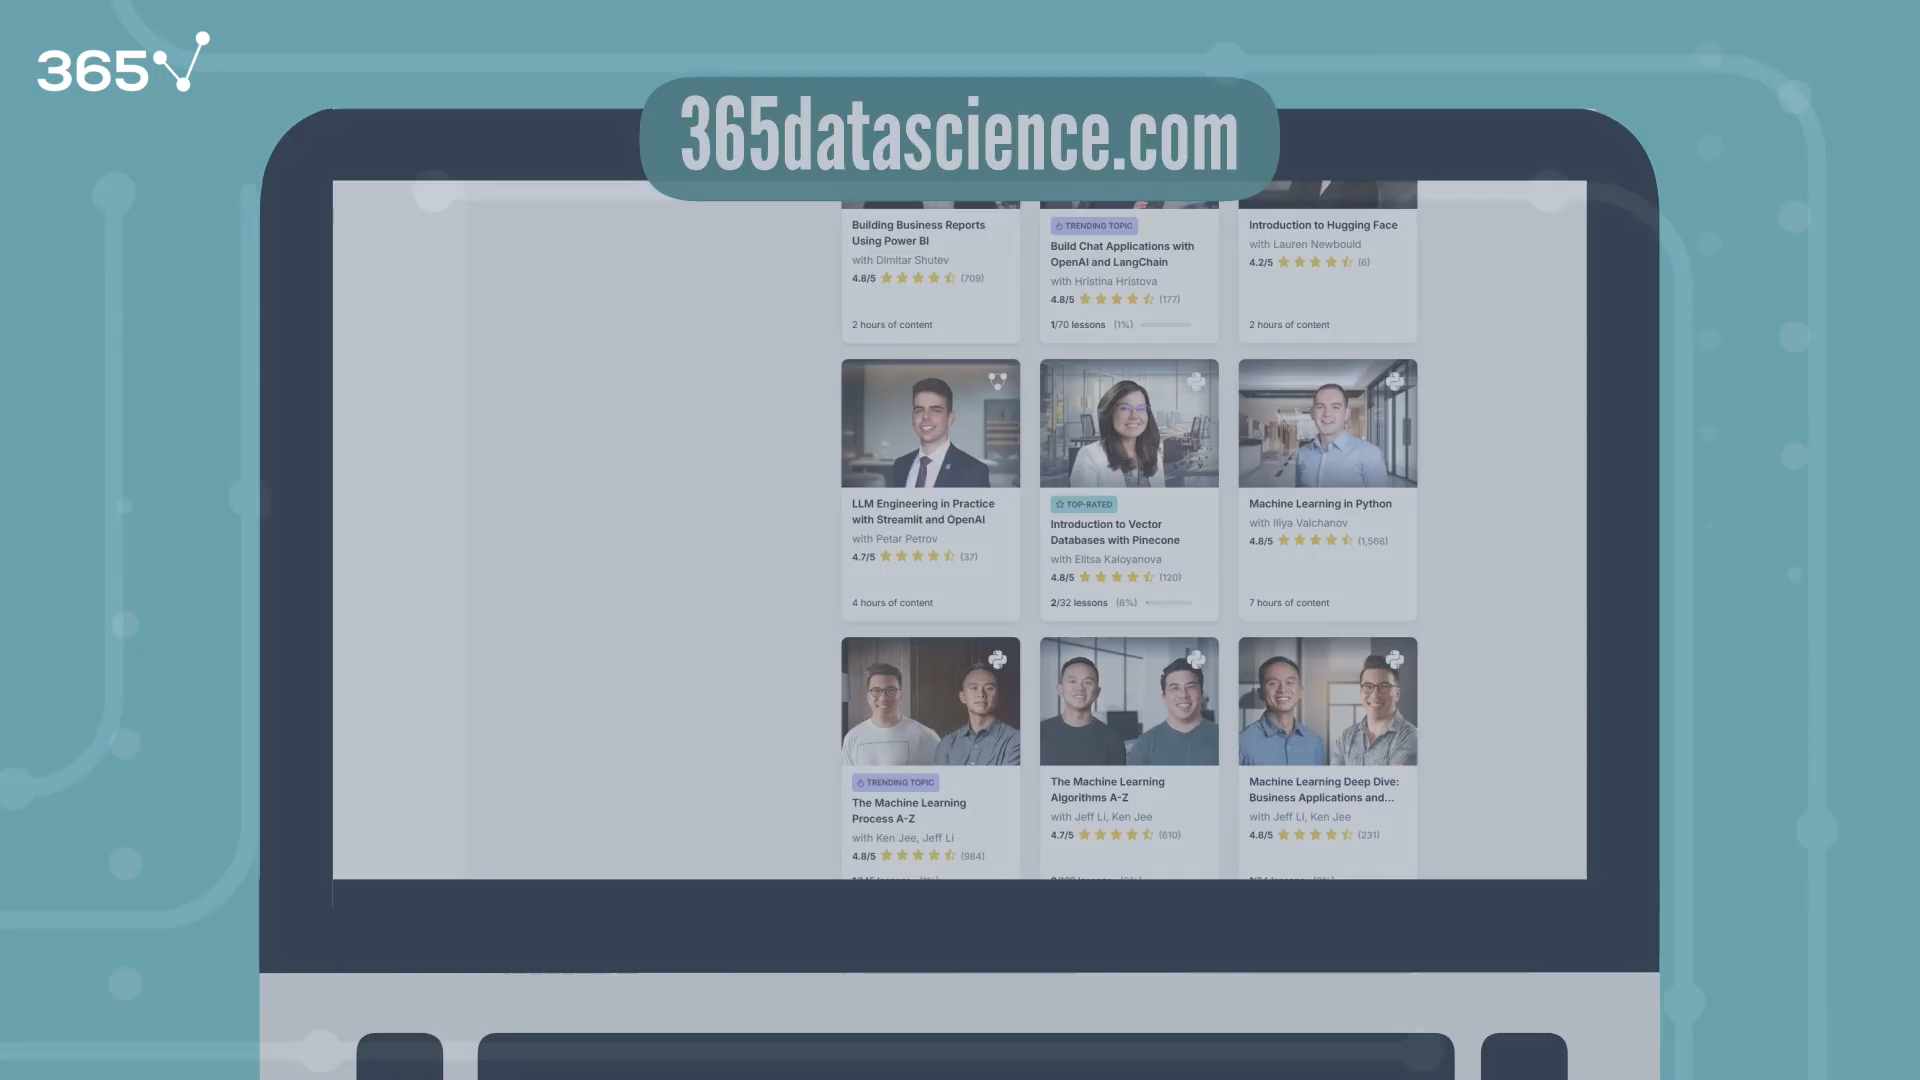 365
365datascience.com
Building Business Reports
Using Power BI
with Dimitar Shutev
4.8/5 (709)
2 hours of content
TRENDING TOPIC
Build Chat Applications with
OpenAI and LangChain
with Hristina Hristova
4.8/5 (177)
1/70 lessons (1%)
Introduction to Hugging Face
with Lauren Newbould
4.2/5 (6)
2 hours of content
LLM Engineering in Practice
with Streamlit and OpenAI
with Petar Petrov
4.7/5 (37)
4 hours of content
TOP-RATED
Introduction to Vector
Databases with Pinecone
with Elitsa Kaloyanova
4.8/5 (120)
2/32 lessons (6%)
Machine Learning in Python
with Iliya Valchanov
4.8/5 (1,568)
7 hours of content
TRENDING TOPIC
The Machine Learning
Process A-Z
with Ken Jee, Jeff Li
4.8/5 (984)
The Machine Learning
Algorithms A-Z
with Jeff Li, Ken Jee
4.7/5 (610)
Machine Learning Deep Dive:
Business Applications and...
with Jeff Li, Ken Jee
4.8/5 (231)